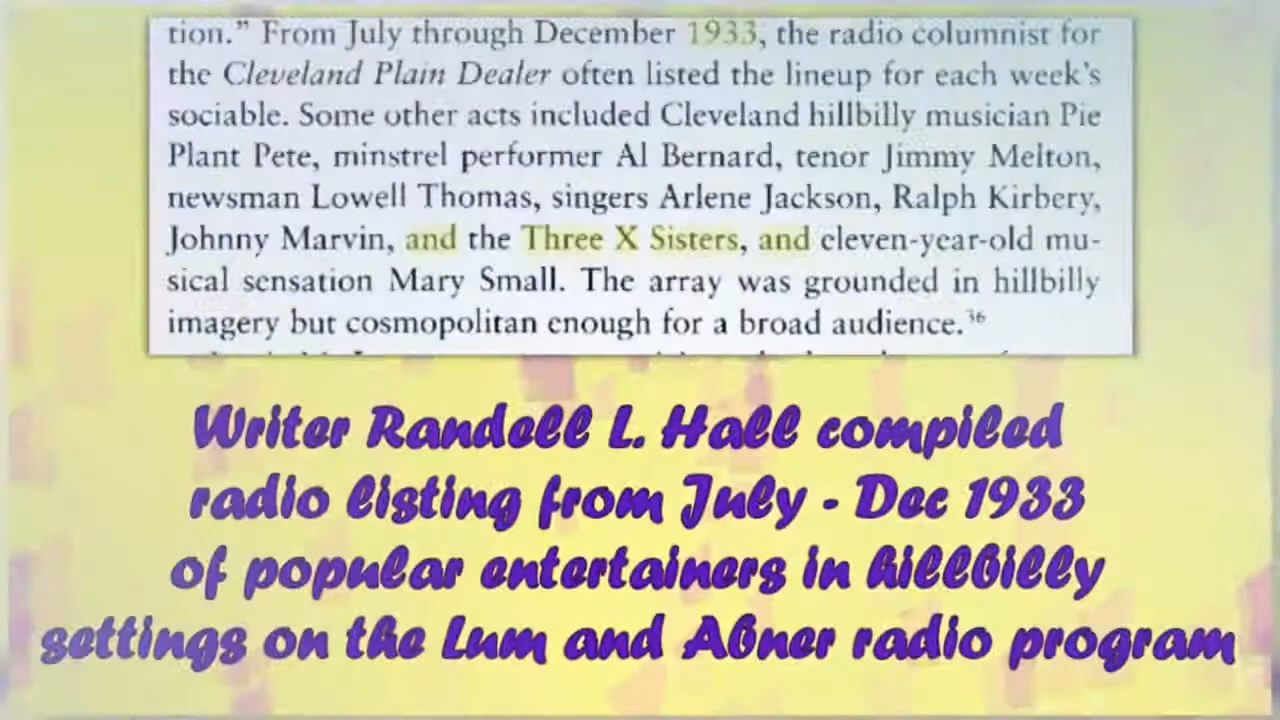 tion.” From July through December 1933, the radio columnist for
the Cleveland Plain Dealer often listed the lineup for each week’s
sociable. Some other acts included Cleveland hillbilly musician Pie
Plant Pete, minstrel performer Al Bernard, tenor Jimmy Melton,
newsman Lowell Thomas, singers Arlene Jackson, Ralph Kirbery,
Johnny Marvin, and the Three X Sisters, and eleven-year-old mu-
sical sensation Mary Small. The array was grounded in hillbilly
imagery but cosmopolitan enough for a broad audience.³⁶
Writer Randell L. Hall compiled
radio listing from July - Dec 1933
of popular entertainers in hillbilly
settings on the Lum and Abner radio program